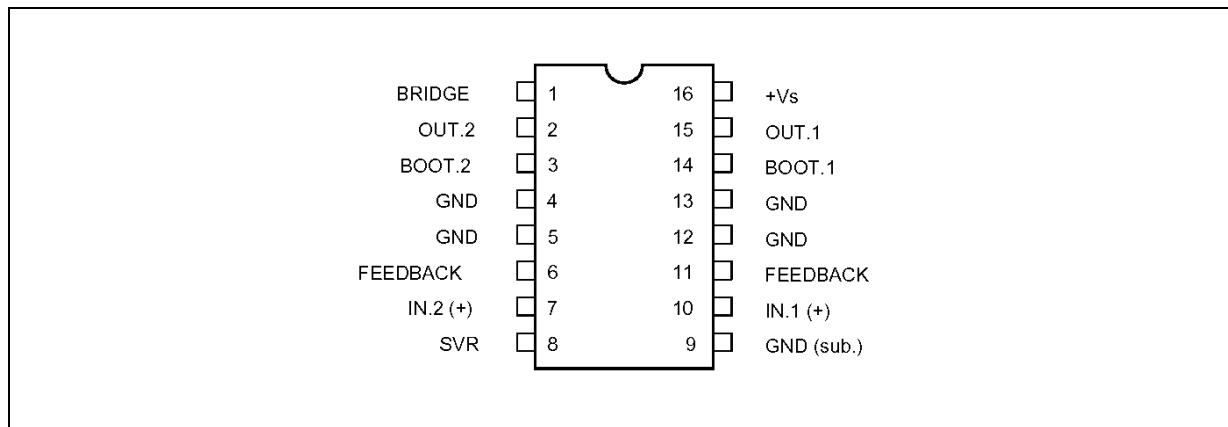 BRIDGE 1 16 +Vs
OUT.2 2 15 OUT.1
BOOT.2 3 14 BOOT.1
GND 4 13 GND
GND 5 12 GND
FEEDBACK 6 11 FEEDBACK
IN.2 (+) 7 10 IN.1 (+)
SVR 8 9 GND (sub.)